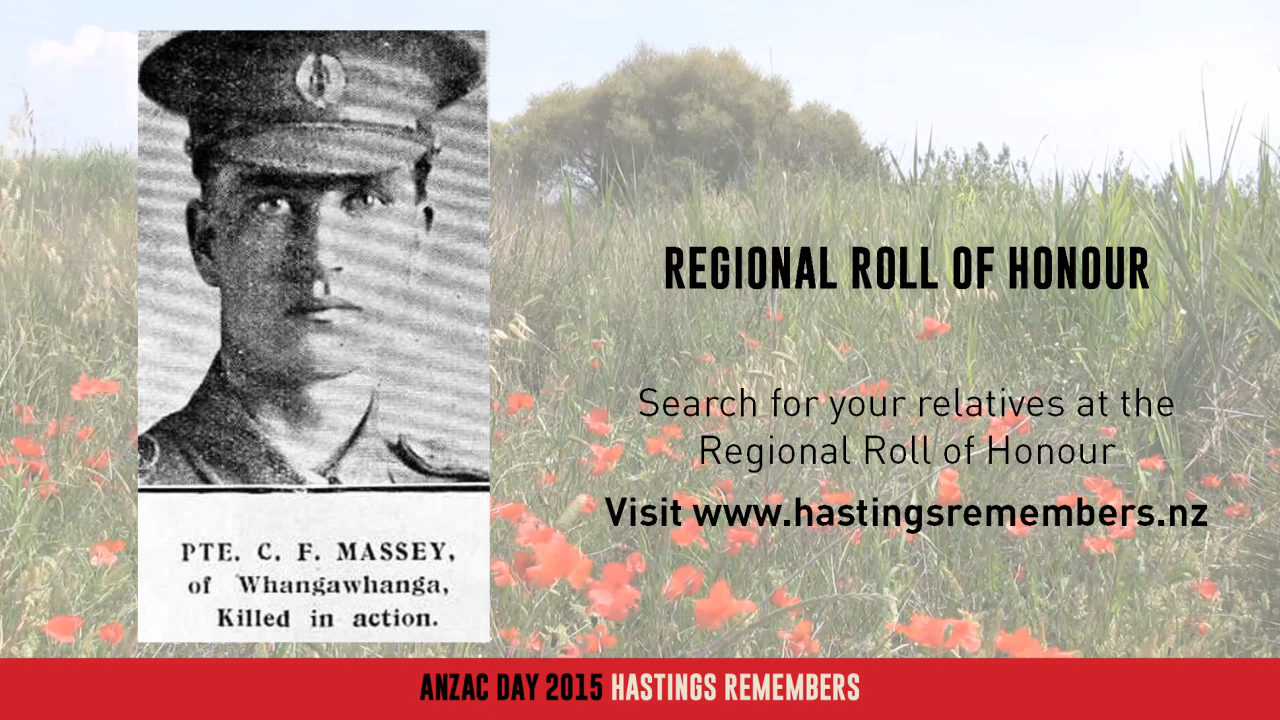 PTE. C. F. MASSEY,
of Whangawhanga,
Killed in action.
REGIONAL ROLL OF HONOUR
Search for your relatives at the
Regional Roll of Honour
Visit www.hastingsremembers.nz
ANZAC DAY 2015 HASTINGS REMEMBERS